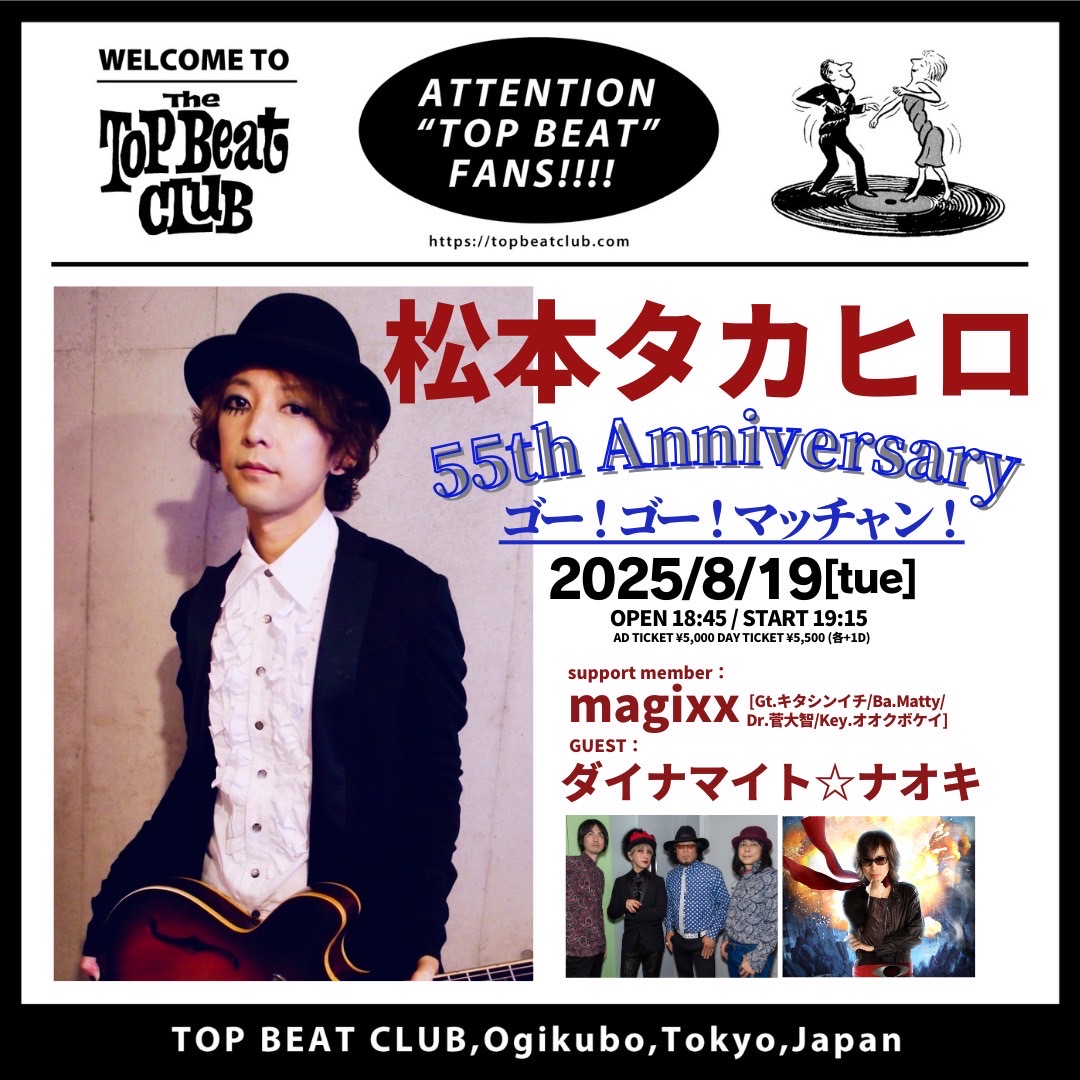 WELCOME TO
The
Top Beat
CLUB
ATTENTION
“TOP BEAT”
FANS!!!!
https://topbeatclub.com
松本タカヒロ
55th Anniversary
ゴー！ゴー！マッチャン！
2025/8/19[tue]
OPEN 18:45 / START 19:15
AD TICKET ¥5,000 DAY TICKET ¥5,500 (各+1D)
support member：
magixx [Gt.キタシンイチ/Ba.Matty/
Dr.菅大智/Key.オオクボケイ]
GUEST：
ダイナマイト☆ナオキ
TOP BEAT CLUB,Ogikubo,Tokyo,Japan